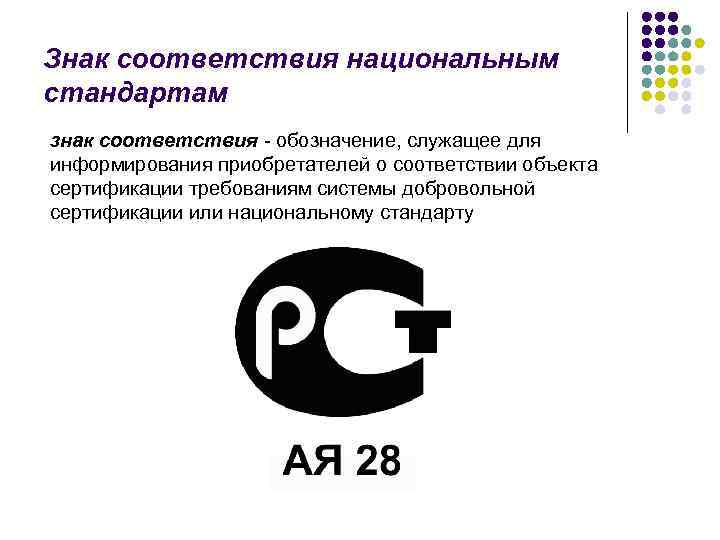 Знак соответствия национальным
стандартам
знак соответствия - обозначение, служащее для
информирования приобретателей о соответствии объекта
сертификации требованиям системы добровольной
сертификации или национальному стандарту
РСТ
АЯ 28